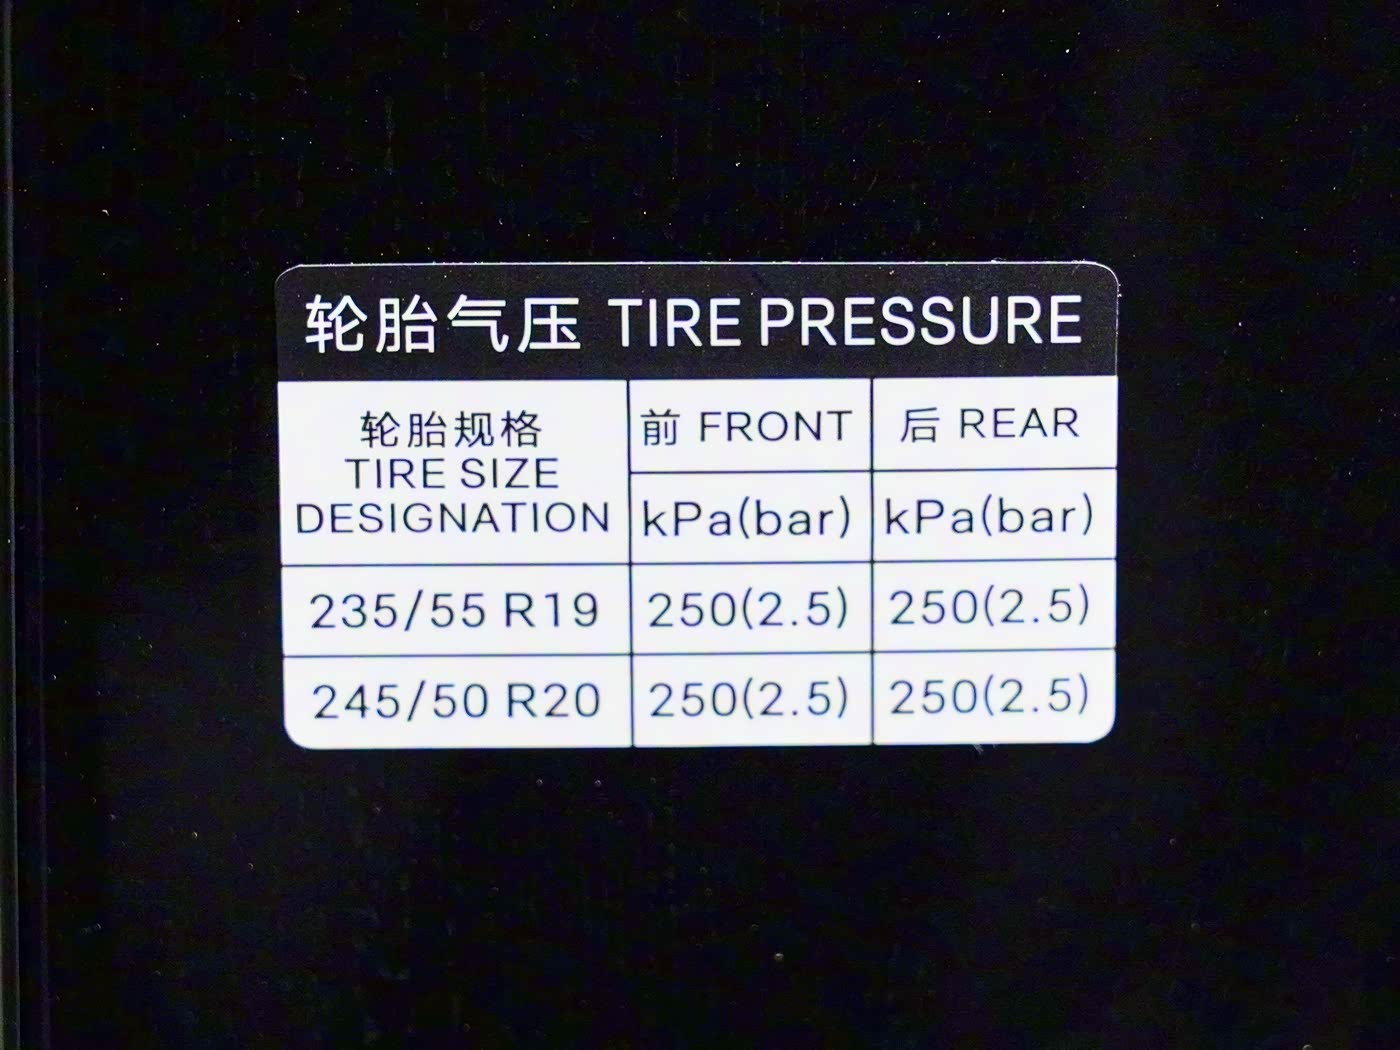 轮胎气压 TIRE PRESSURE
轮胎规格
TIRE SIZE
DESIGNATION
前 FRONT
后 REAR
kPa(bar)
kPa(bar)
235/55 R19
250(2.5)
250(2.5)
245/50 R20
250(2.5)
250(2.5)